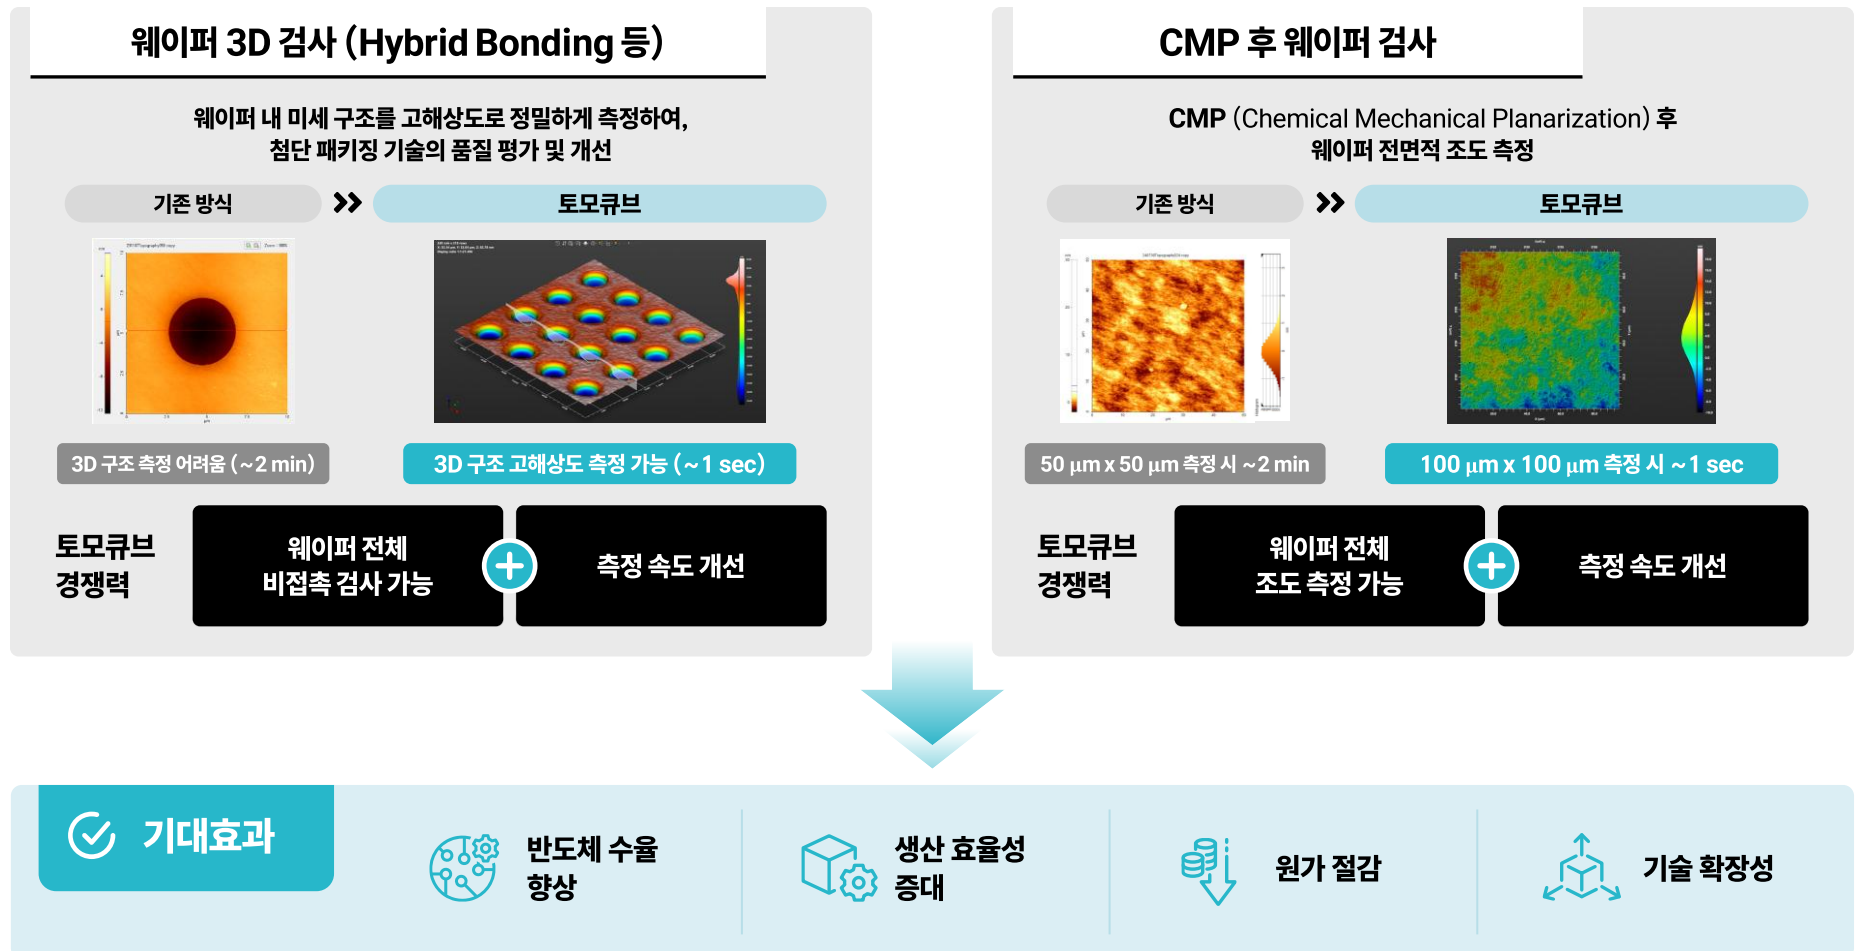 웨이퍼 3D 검사 (Hybrid Bonding 등)
웨이퍼 내 미세 구조를 고해상도로 정밀하게 측정하여,
첨단 패키징 기술의 품질 평가 및 개선
기존 방식
토모큐브
3D 구조 측정 어려움 (~2 min)
3D 구조 고해상도 측정 가능 (~1 sec)
토모큐브
경쟁력
웨이퍼 전체
비접촉 검사 가능
측정 속도 개선
CMP 후 웨이퍼 검사
CMP (Chemical Mechanical Planarization) 후
웨이퍼 전면적 조도 측정
기존 방식
토모큐브
50 μm x 50 μm 측정 시 ~2 min
100 μm x 100 μm 측정 시 ~1 sec
토모큐브
경쟁력
웨이퍼 전체
조도 측정 가능
측정 속도 개선
기대효과
반도체 수율
향상
생산 효율성
증대
원가 절감
기술 확장성